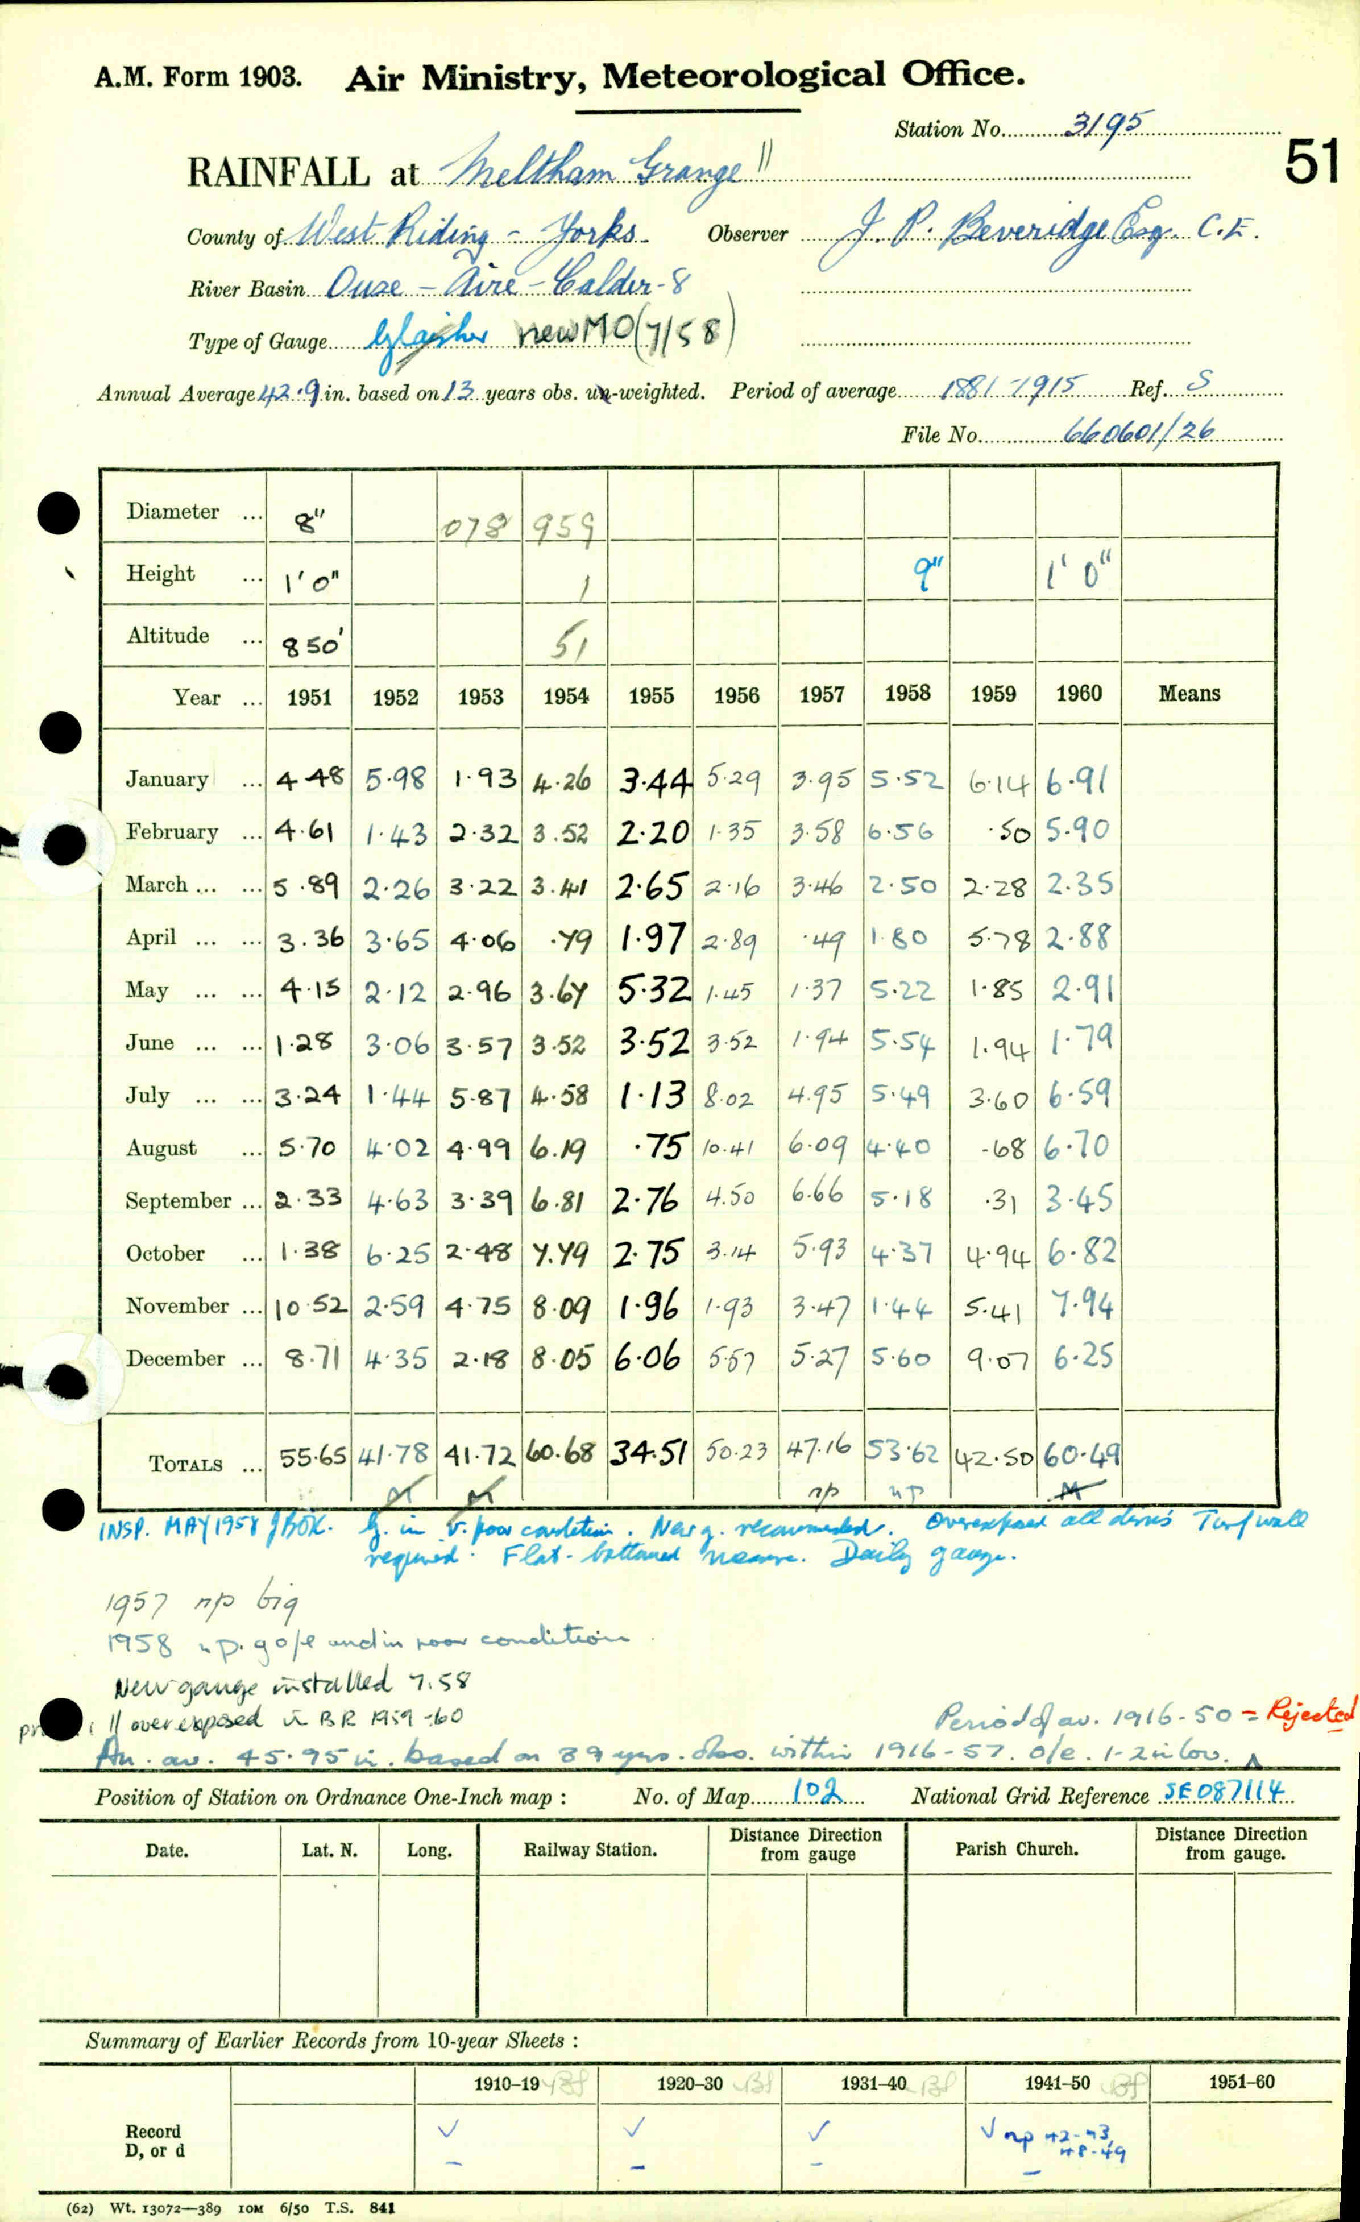 A.M. Form 1903. Air Ministry, Meteorological Office.
Station No. 3195
51
RAINFALL at Meltham Grange "
County of West Riding - Yorks. Observer J. P. Beveridge Esq. C.E.
River Basin Ouse - Aire - Calder - 8
Type of Gauge Glaisher new MO (7/58)
Annual Average 42.9 in. based on 13 years obs. un-weighted. Period of average 1881-1915 Ref. S
File No. 660601/26
Diameter ... 8" 078 959
Height ... 1' 0" 1 9" 1' 0"
Altitude ... 850' 51
Year ... 1951 1952 1953 1954 1955 1956 1957 1958 1959 1960 Means
January ... 4.48 5.98 1.93 4.26 3.44 5.29 3.95 5.52 6.14 6.91
February ... 4.61 1.43 2.32 3.52 2.20 1.35 3.58 6.56 .50 5.90
March ... ... 5.89 2.26 3.22 3.41 2.65 2.16 3.46 2.50 2.28 2.35
April ... ... 3.36 3.65 4.06 .79 1.97 2.89 .49 1.80 5.78 2.88
May ... ... 4.15 2.12 2.96 3.67 5.32 1.45 1.37 5.22 1.85 2.91
June ... ... 1.28 3.06 3.57 3.52 3.52 3.52 1.94 5.54 1.94 1.79
July ... ... 3.24 1.44 5.87 4.58 1.13 8.02 4.95 5.49 3.60 6.59
August ... 5.70 4.02 4.99 6.19 .75 10.41 6.09 4.40 .68 6.70
September ... 2.33 4.63 3.39 6.81 2.76 4.50 6.66 5.18 .31 3.45
October ... 1.38 6.25 2.48 7.79 2.75 3.14 5.93 4.37 4.94 6.82
November ... 10.52 2.59 4.75 8.09 1.96 1.93 3.47 1.44 5.41 7.94
December ... 8.71 4.35 2.18 8.05 6.06 5.57 5.27 5.60 9.07 6.25
TOTALS ... 55.65 41.78 41.72 60.68 34.51 50.23 47.16 53.62 42.50 60.49
M M np np M
INSP. MAY 1958 G. in v. poor condition. New g. recommended. Overexposed all dirns Turf wall
required. Flat-bottomed measure. Daily gauge.
1957 np big
1958 n.p. g o/e and in poor condition
New gauge installed 7.58
" overexposed in BR 1959-60
Period of av. 1916-50 = Rejected
An. av. 45.95 in. based on 39 yrs. obs. within 1916-57. o/e. 1-2 in low.
Position of Station on Ordnance One-Inch map : No. of Map 102 National Grid Reference SE 087114
Date. Lat. N. Long. Railway Station. Distance from Direction gauge Parish Church. Distance from Direction gauge.
Summary of Earlier Records from 10-year Sheets :
1910-19 1920-30 1931-40 1941-50 1951-60
Record D, or d ✓ ✓ ✓ ✓ np 42-43, 48-49
– – – –
(62) Wt. 13072—389 10M 6/50 T.S. 841